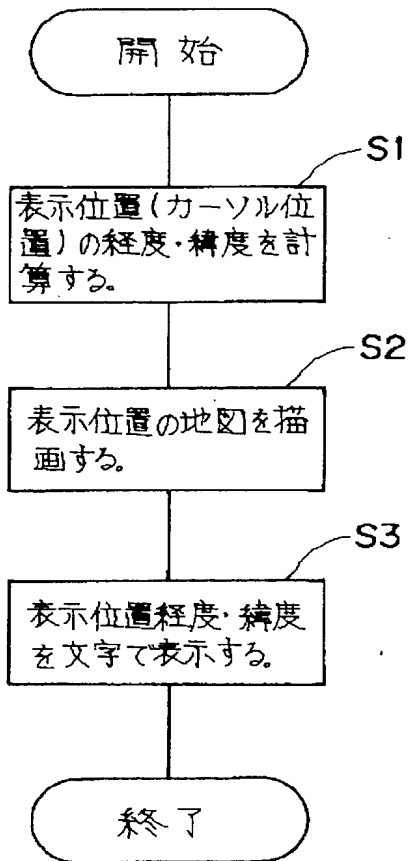 開始
S1
表示位置(カーソル位
置)の経度・緯度を計
算する。
S2
表示位置の地図を描
画する。
S3
表示位置経度・緯度
を文字で表示する。
終了